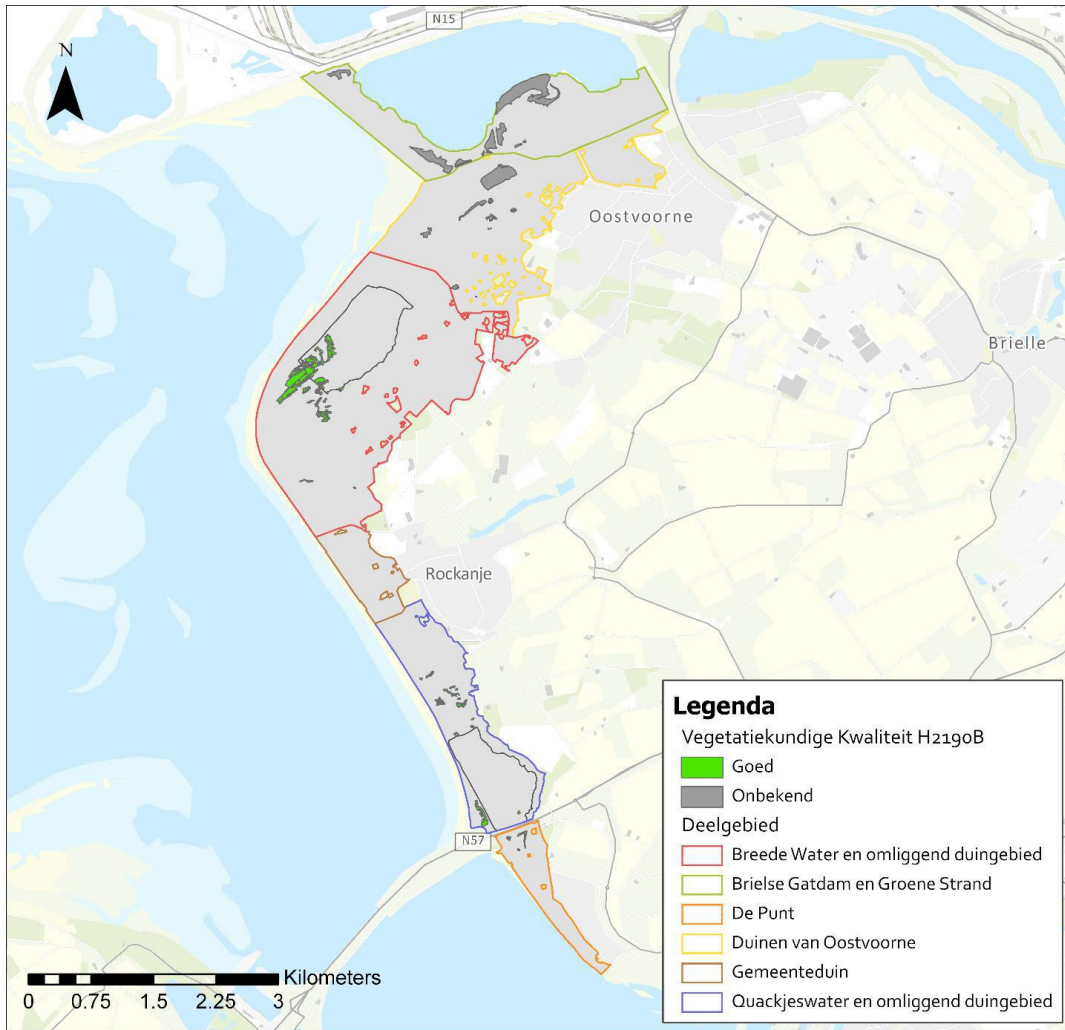 N15
N
Oostvoorne
Brielle
Rockanje
N57
Legenda
Vegetatiekundige Kwaliteit H2190B
Goed
Onbekend
Deelgebied
Breede Water en omliggend duingebied
Brielse Gatdam en Groene Strand
De Punt
Duinen van Oostvoorne
Gemeenteduin
Quackjeswater en omliggend duingebied
Kilometers
0 0.75 1.5 2.25 3